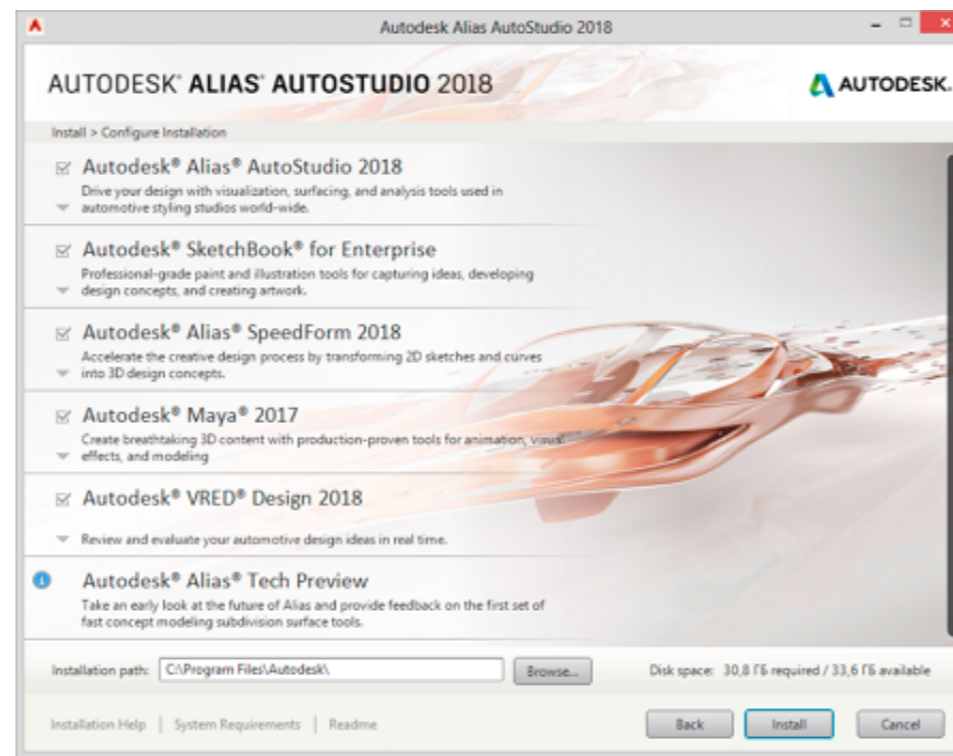 Autodesk Alias AutoStudio 2018
AUTODESK® ALIAS® AUTOSTUDIO 2018
AUTODESK.
Install > Configure Installation
Autodesk® Alias® AutoStudio 2018
Drive your design with visualization, surfacing, and analysis tools used in
automotive styling studios world-wide.
Autodesk® SketchBook® for Enterprise
Professional-grade paint and illustration tools for capturing ideas, developing
design concepts, and creating artwork.
Autodesk® Alias® SpeedForm 2018
Accelerate the creative design process by transforming 2D sketches and curves
into 3D design concepts.
Autodesk® Maya® 2017
Create breathtaking 3D content with production-proven tools for animation, visual
effects, and modeling
Autodesk® VRED® Design 2018
Review and evaluate your automotive design ideas in real time.
Autodesk® Alias® Tech Preview
Take an early look at the future of Alias and provide feedback on the first set of
fast concept modeling subdivision surface tools.
Installation path: C:\Program Files\Autodesk\ Browse... Disk space: 30,8 ГБ required / 33,6 ГБ available
Installation Help | System Requirements | Readme Back Install Cancel